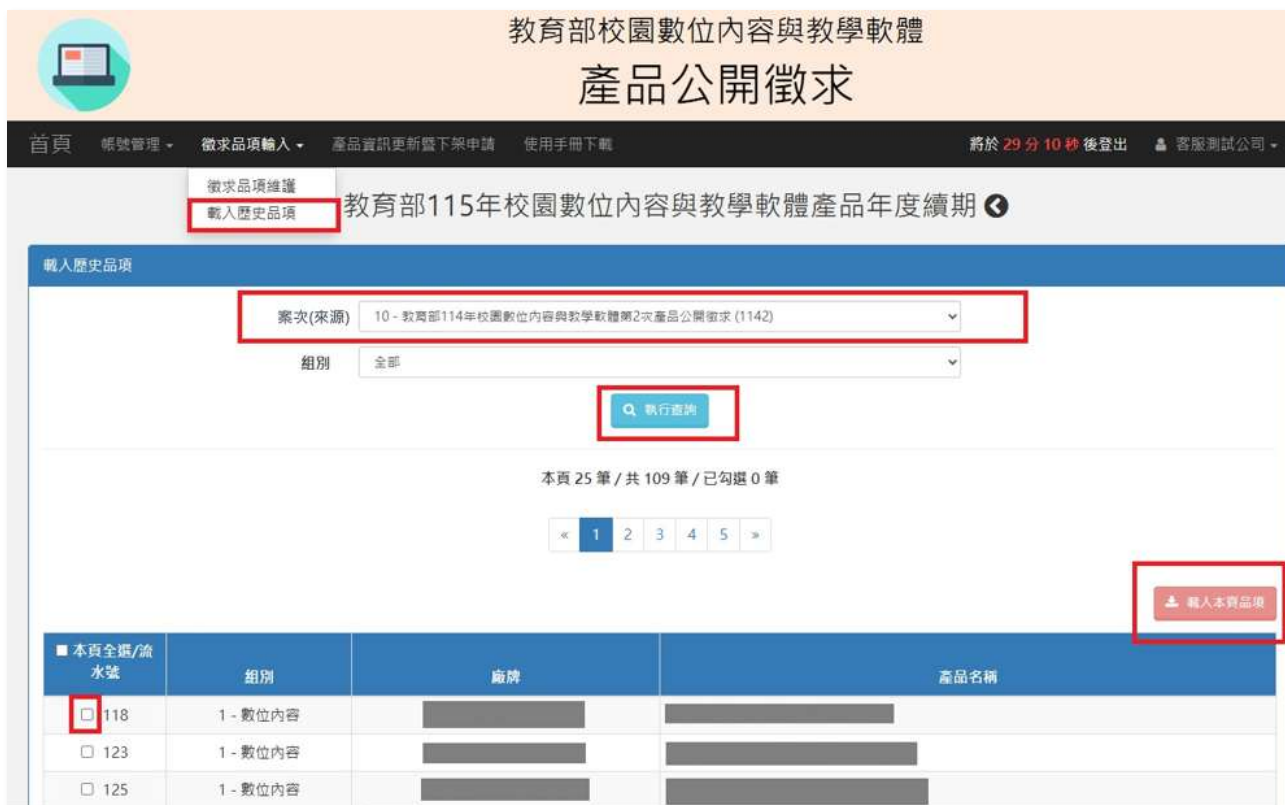 教育部校園數位內容與教學軟體
產品公開徵求
首頁 帳號管理 徵求品項輸入 產品資訊更新暨下架申請 使用手冊下載 將於 29 分 10 秒 後登出 客服測試公司
徵求品項維護
載入歷史品項
教育部115年校園數位內容與教學軟體產品年度續期
載入歷史品項
案次(來源) 10 - 教育部114年校園數位內容與教學軟體第2次產品公開徵求 (1142)
組別 全部
執行查詢
本頁 25 筆 / 共 109 筆 / 已勾選 0 筆
« 1 2 3 4 5 »
載入本頁品項
本頁全選/流水號 組別 廠牌 產品名稱
118 1 - 數位內容
123 1 - 數位內容
125 1 - 數位內容